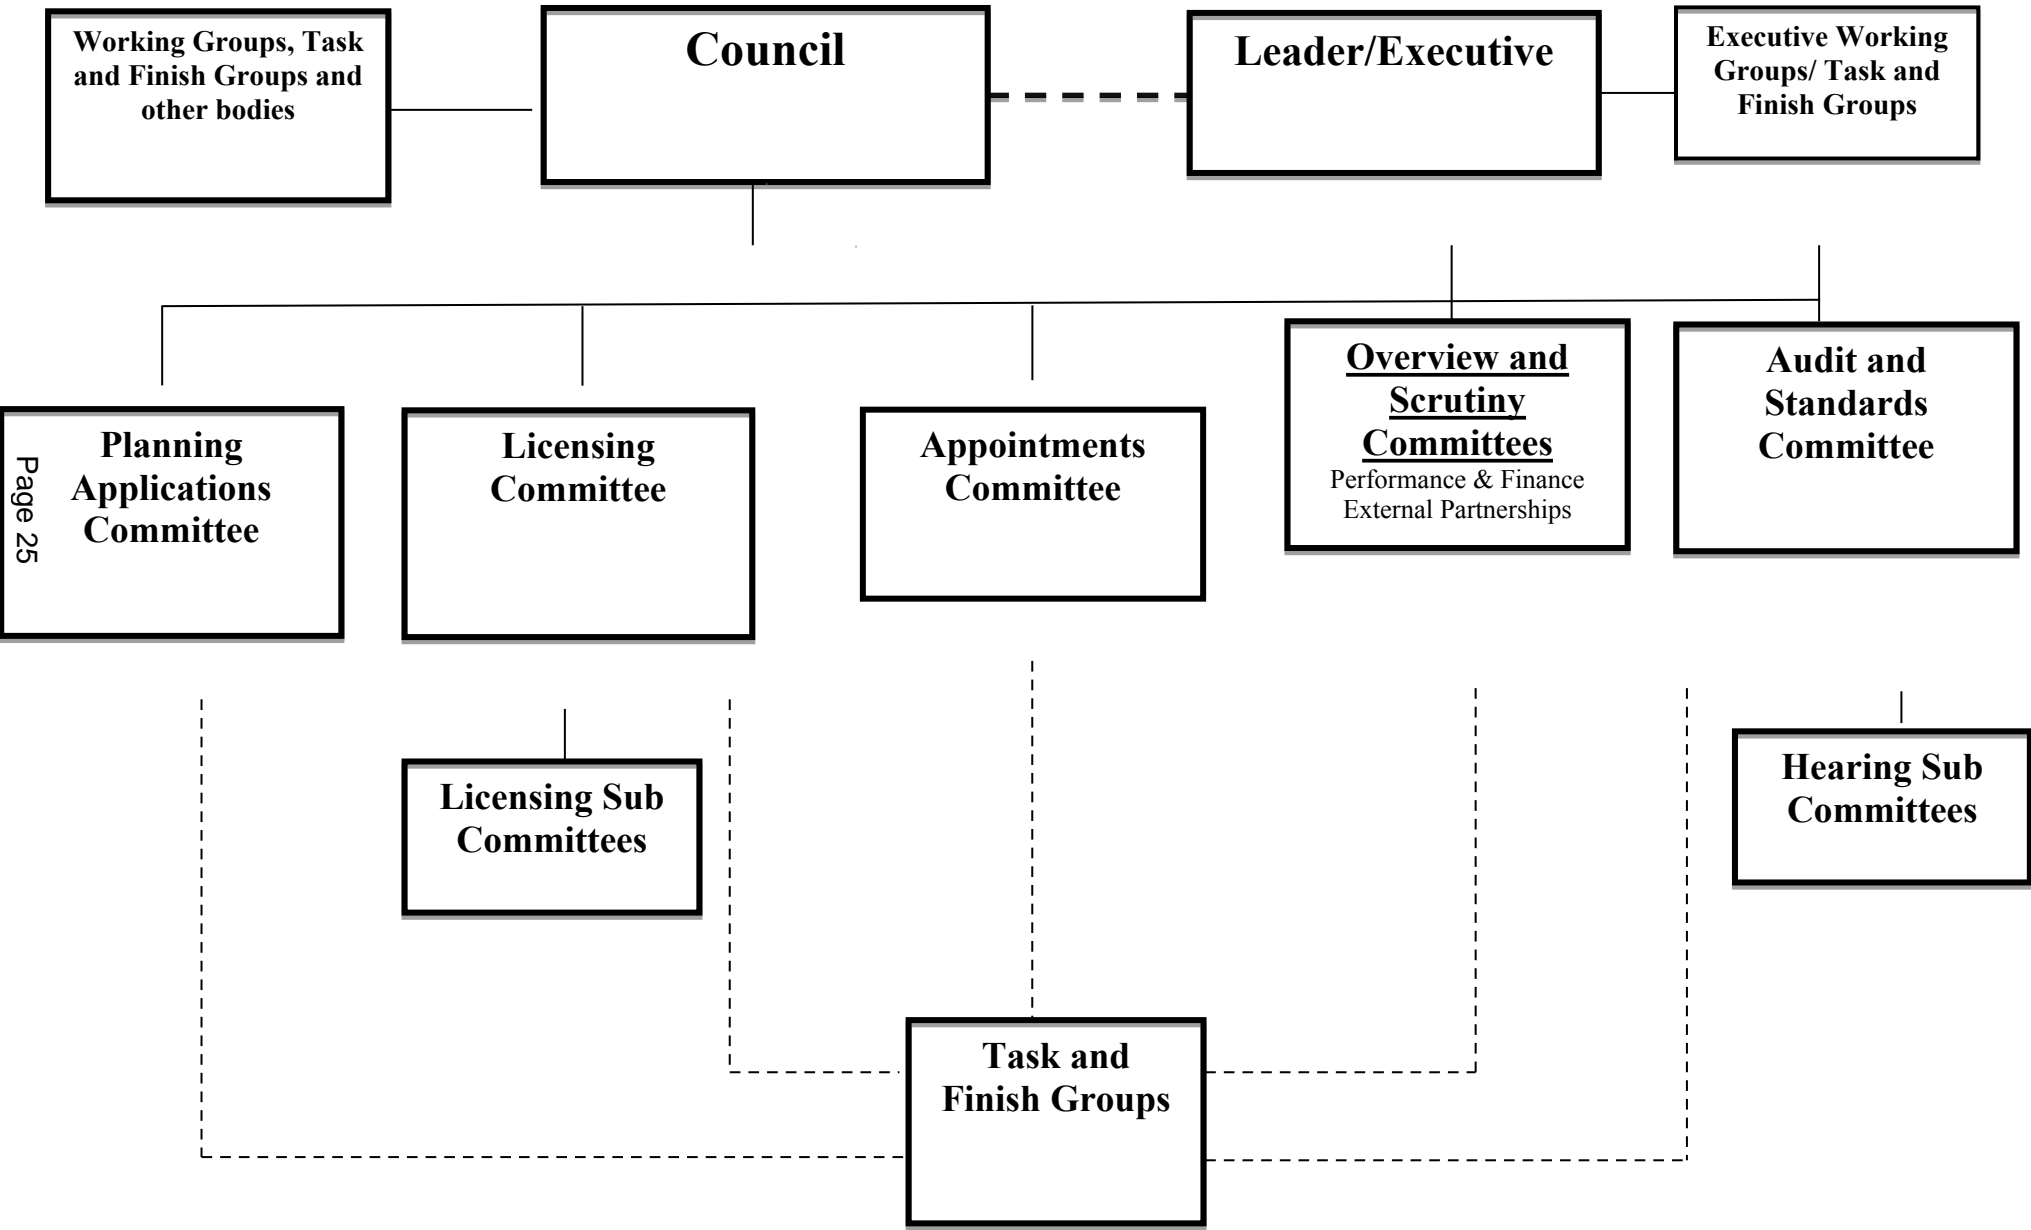 Working Groups, Task
and Finish Groups and
other bodies
Council
Leader/Executive
Executive Working
Groups/ Task and
Finish Groups
Planning
Applications
Committee
Page 25
Licensing
Committee
Appointments
Committee
Overview and
Scrutiny
Committees
Performance & Finance
External Partnerships
Audit and
Standards
Committee
Licensing Sub
Committees
Hearing Sub
Committees
Task and
Finish Groups